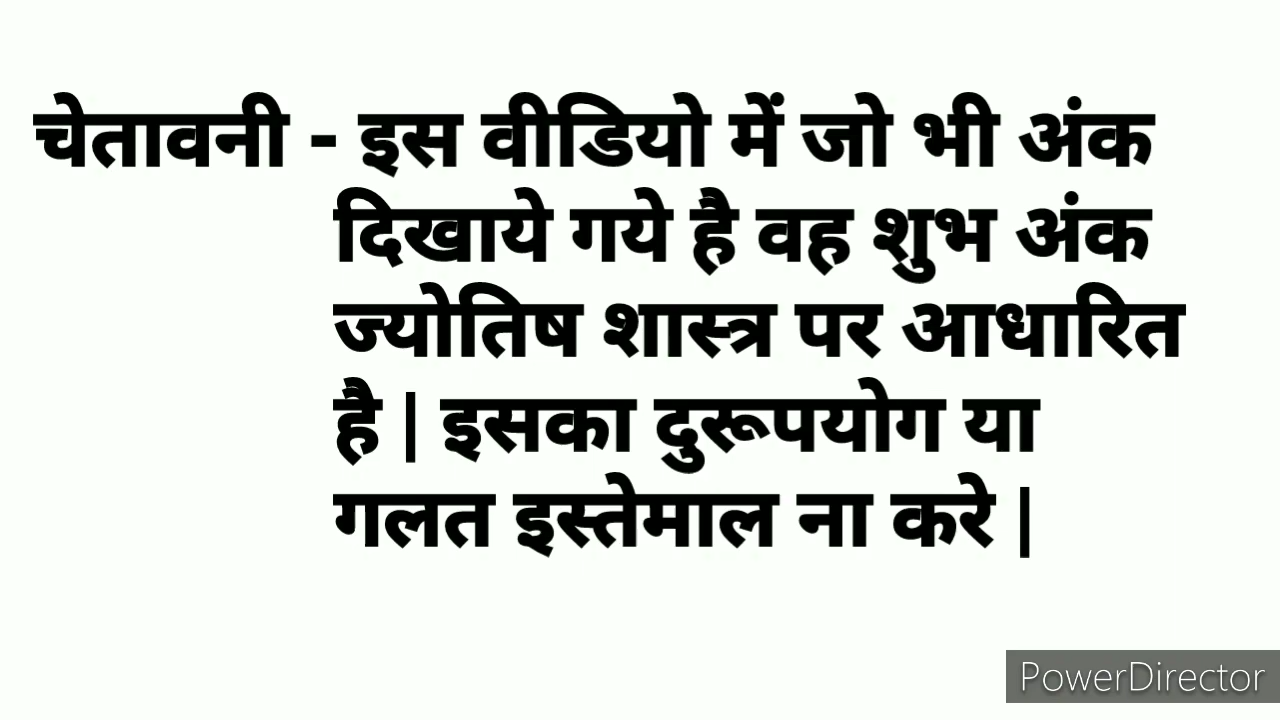 चेतावनी - इस वीडियो में जो भी अंक
दिखाये गये है वह शुभ अंक
ज्योतिष शास्त्र पर आधारित
है | इसका दुरूपयोग या
गलत इस्तेमाल ना करे |
PowerDirector